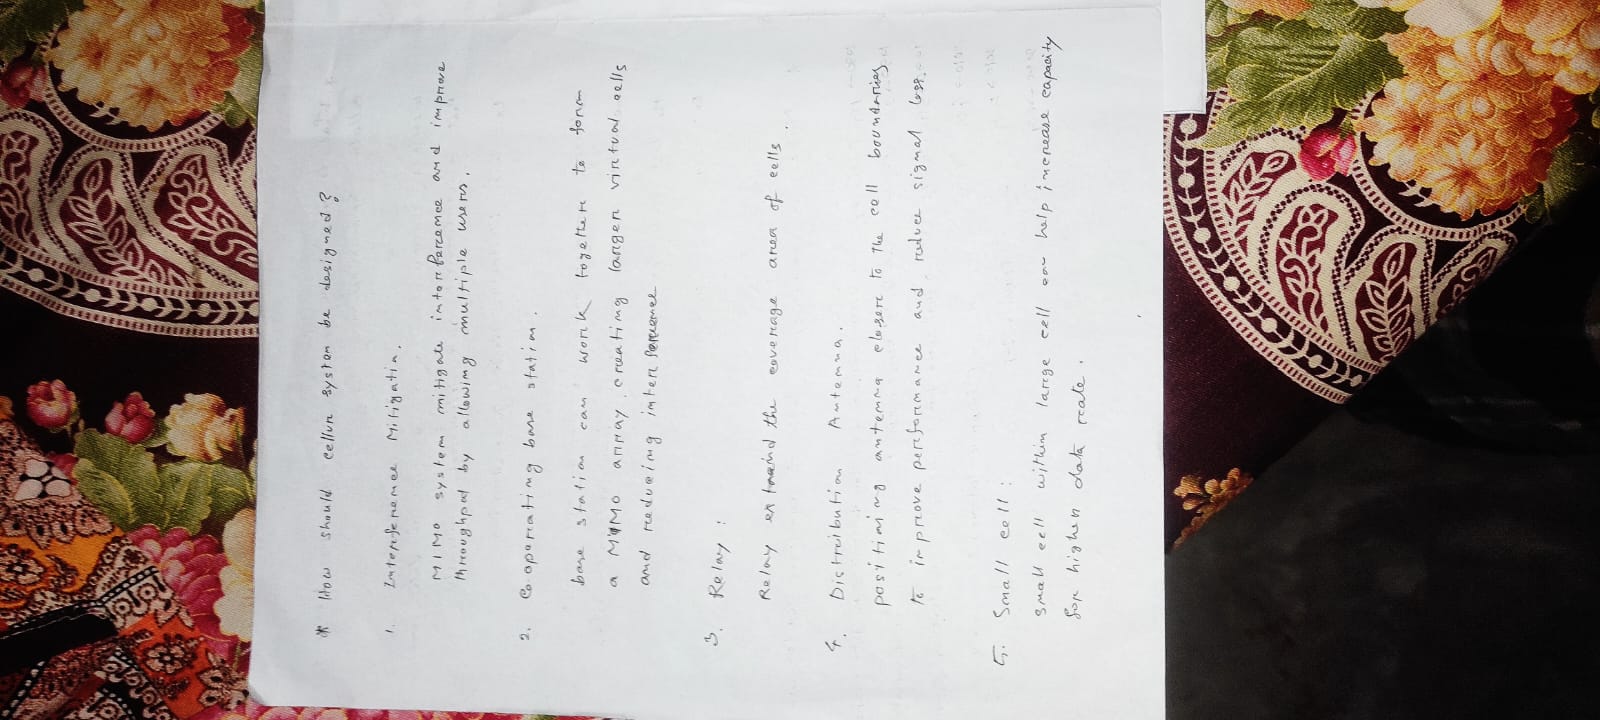 * How should cellur system be designed?
1. Interference Mitigatin.
MIMO system mitigate interference and improve
throughput by allowing multiple users.
2. Co operating base station.
base station can work together to form
a MIMO array creating larger virtual cells
and reducing interference
3. Relay :
Relay extend the coverage area of cells.
4. Distribution Antenna.
positining antenna closer to the cell boundaries
to improve performance and reduce signal loss.
5. Small cell :
small cell within large cell can help increase capacity
for higher data rate.